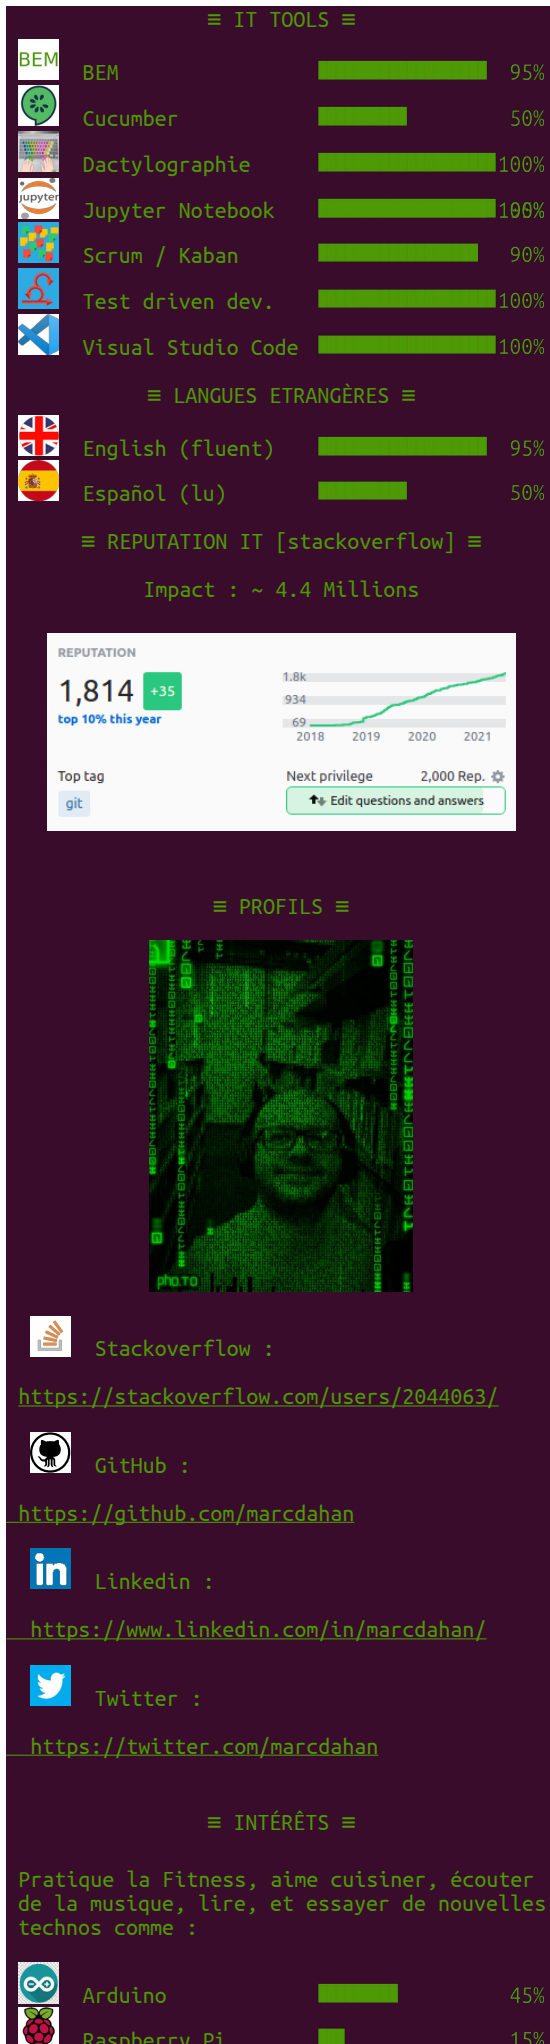 ≡ IT TOOLS ≡
BEM BEM 95%
Cucumber 50%
Dactylographie 100%
jupyter Jupyter Notebook 100%
Scrum / Kaban 90%
Test driven dev. 100%
Visual Studio Code 100%
≡ LANGUES ETRANGÈRES ≡
English (fluent) 95%
Español (lu) 50%
≡ REPUTATION IT [stackoverflow] ≡
Impact : ~ 4.4 Millions
REPUTATION
1,814 +35
top 10% this year
1.8k
934
69
2018 2019 2020 2021
Top tag
git
Next privilege 2,000 Rep.
Edit questions and answers
≡ PROFILS ≡
pho.to
Stackoverflow :
https://stackoverflow.com/users/2044063/
GitHub :
https://github.com/marcdahan
in Linkedin :
https://www.linkedin.com/in/marcdahan/
Twitter :
https://twitter.com/marcdahan
≡ INTÉRÊTS ≡
Pratique la Fitness, aime cuisiner, écouter
de la musique, lire, et essayer de nouvelles
technos comme :
Arduino 45%
Raspberry Pi 15%